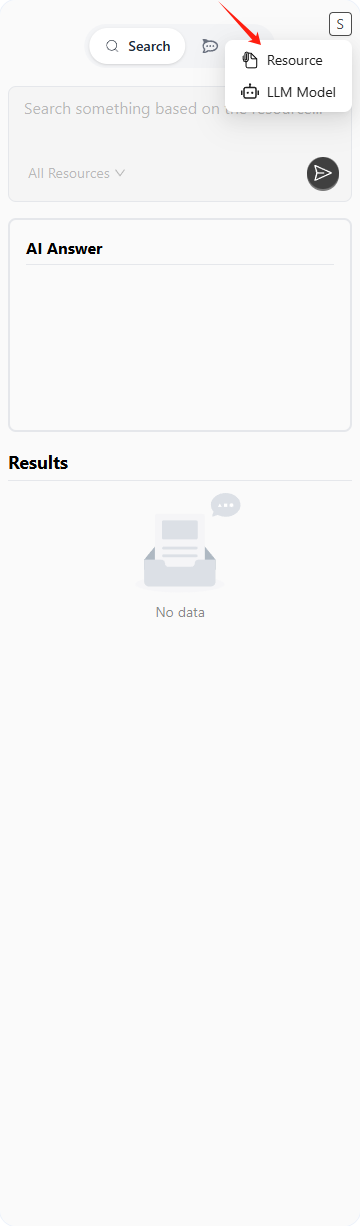 S
Search
Resource
LLM Model
Search something based on the resource...
All Resources
AI Answer
Results
No data